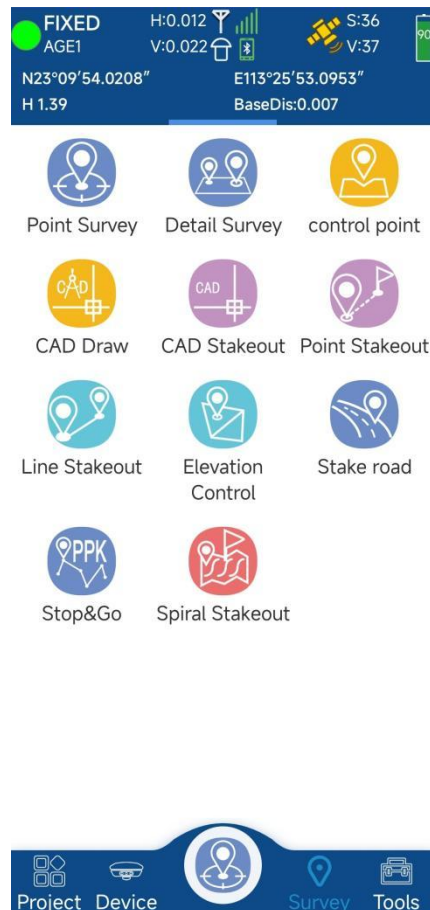 FIXED H:0.012 S:36 90
AGE1 V:0.022 V:37
N23°09′54.0208″ E113°25′53.0953″
H 1.39 BaseDis:0.007
Point Survey Detail Survey control point
CAD CAD
CAD Draw CAD Stakeout Point Stakeout
Line Stakeout Elevation Control Stake road
PPK
Stop&Go Spiral Stakeout
Project Device Survey Tools